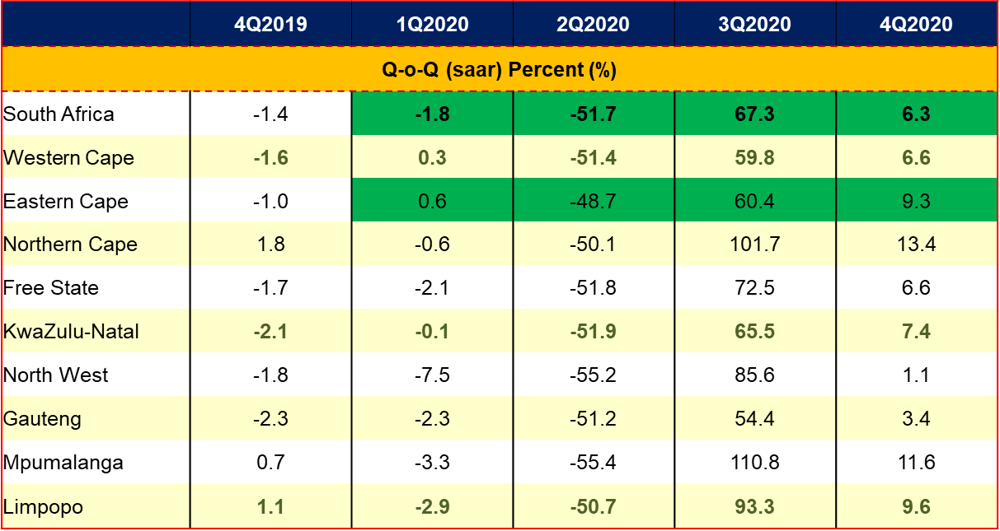 4Q2019 1Q2020 2Q2020 3Q2020 4Q2020
Q-o-Q (saar) Percent (%)
South Africa -1.4 -1.8 -51.7 67.3 6.3
Western Cape -1.6 0.3 -51.4 59.8 6.6
Eastern Cape -1.0 0.6 -48.7 60.4 9.3
Northern Cape 1.8 -0.6 -50.1 101.7 13.4
Free State -1.7 -2.1 -51.8 72.5 6.6
KwaZulu-Natal -2.1 -0.1 -51.9 65.5 7.4
North West -1.8 -7.5 -55.2 85.6 1.1
Gauteng -2.3 -2.3 -51.2 54.4 3.4
Mpumalanga 0.7 -3.3 -55.4 110.8 11.6
Limpopo 1.1 -2.9 -50.7 93.3 9.6